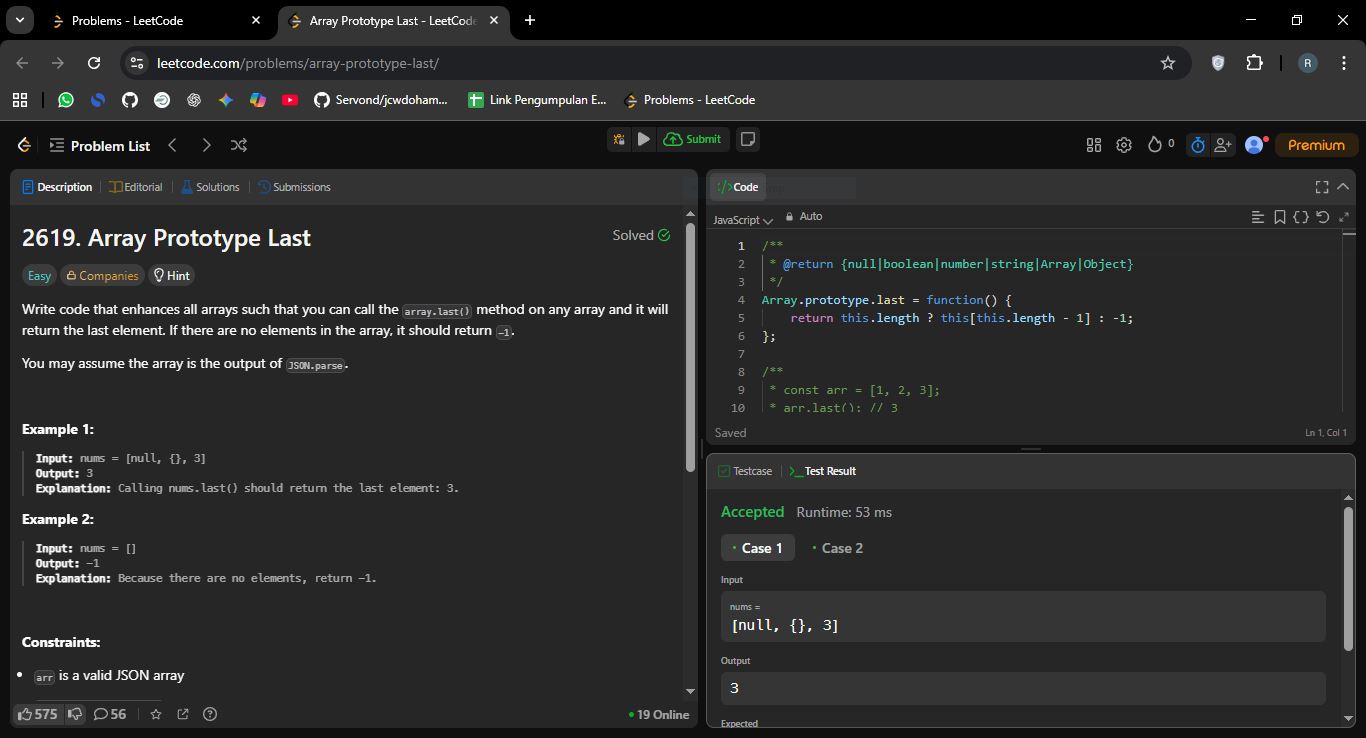 Problems - LeetCode
Array Prototype Last - LeetCode
leetcode.com/problems/array-prototype-last/
R
Servond/jcwdoham...
Link Pengumpulan E...
Problems - LeetCode
Problem List
Submit
0
Premium
Description
Editorial
Solutions
Submissions
2619. Array Prototype Last
Solved
Easy
Companies
Hint
Write code that enhances all arrays such that you can call the array.last() method on any array and it will
return the last element. If there are no elements in the array, it should return -1.
You may assume the array is the output of JSON.parse.
Example 1:
Input: nums = [null, {}, 3]
Output: 3
Explanation: Calling nums.last() should return the last element: 3.
Example 2:
Input: nums = []
Output: -1
Explanation: Because there are no elements, return -1.
Constraints:
arr is a valid JSON array
575
56
19 Online
</>Code
JavaScript
Auto
1 /**
2 * @return {null|boolean|number|string|Array|Object}
3 */
4 Array.prototype.last = function() {
5 return this.length ? this[this.length - 1] : -1;
6 };
7
8 /**
9 * const arr = [1, 2, 3];
10 * arr.last(); // 3
Saved
Ln 1, Col 1
Testcase
>_Test Result
Accepted Runtime: 53 ms
Case 1
Case 2
Input
nums =
[null, {}, 3]
Output
3
Expected